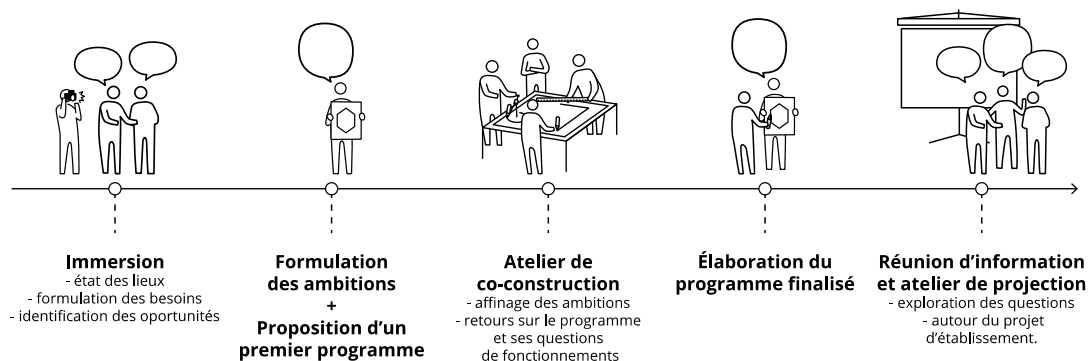 Immersion
- état des lieux
- formulation des besoins
- identification des oportunités
Formulation
des ambitions
+
Proposition d'un
premier programme
Atelier de
co-construction
- affinage des ambitions
- retours sur le programme
et ses questions
de fonctionnements
Élaboration du
programme finalisé
Réunion d'information
et atelier de projection
- exploration des questions
- autour du projet
d'établissement.